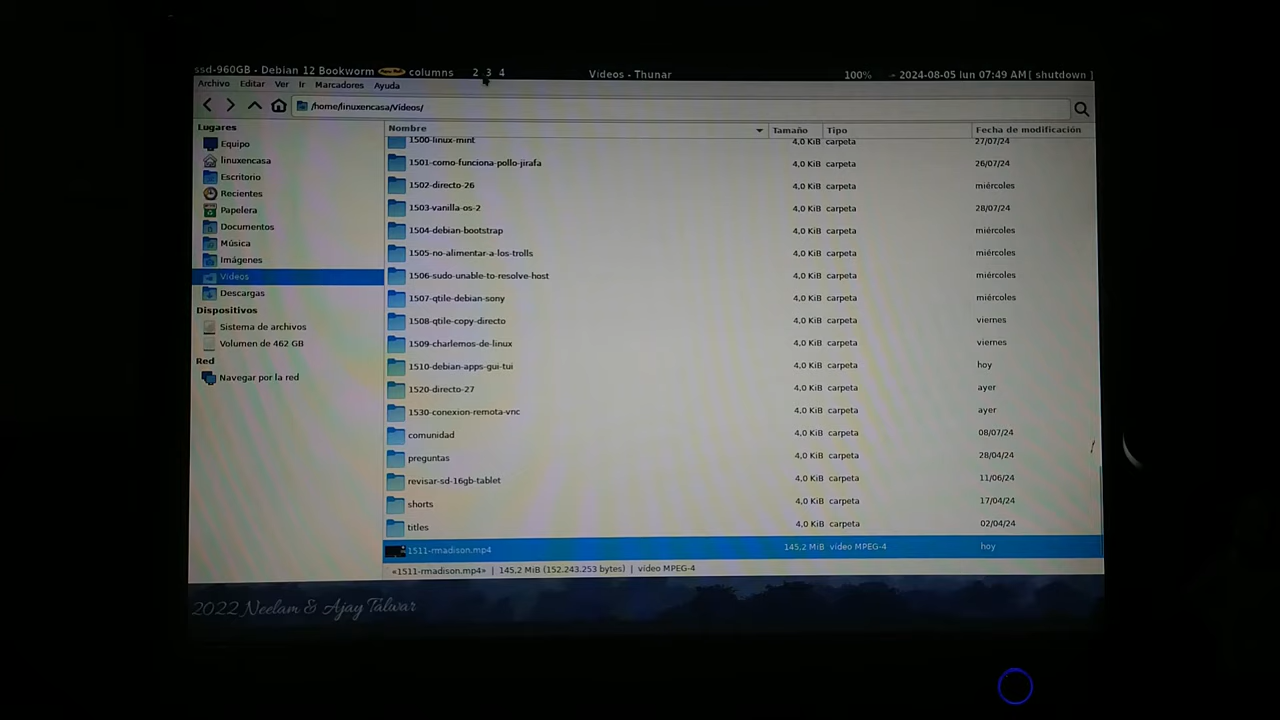 ssd-960GB - Debian 12 Bookworm columns 2 3 4 Vídeos - Thunar 100% - 2024-08-05 lun 07:49 AM[ shutdown ]
Archivo Editar Ver Ir Marcadores Ayuda
/home/linuxencasa/Vídeos/
Lugares
Equipo
linuxencasa
Escritorio
Recientes
Papelera
Documentos
Música
Imágenes
Vídeos
Descargas
Dispositivos
Sistema de archivos
Volumen de 462 GB
Red
Navegar por la red
Nombre Tamaño Tipo Fecha de modificación
1500-linux-mint 4,0 KiB carpeta 27/07/24
1501-como-funciona-pollo-jirafa 4,0 KiB carpeta 26/07/24
1502-directo-26 4,0 KiB carpeta miércoles
1503-vanilla-os-2 4,0 KiB carpeta 28/07/24
1504-debian-bootstrap 4,0 KiB carpeta miércoles
1505-no-alimentar-a-los-trolls 4,0 KiB carpeta miércoles
1506-sudo-unable-to-resolve-host 4,0 KiB carpeta miércoles
1507-qtile-debian-sony 4,0 KiB carpeta miércoles
1508-qtile-copy-directo 4,0 KiB carpeta viernes
1509-charlemos-de-linux 4,0 KiB carpeta viernes
1510-debian-apps-gui-tui 4,0 KiB carpeta hoy
1520-directo-27 4,0 KiB carpeta ayer
1530-conexion-remota-vnc 4,0 KiB carpeta ayer
comunidad 4,0 KiB carpeta 08/07/24
preguntas 4,0 KiB carpeta 28/04/24
revisar-sd-16gb-tablet 4,0 KiB carpeta 11/06/24
shorts 4,0 KiB carpeta 17/04/24
titles 4,0 KiB carpeta 02/04/24
1511-rmadison.mp4 145,2 MiB vídeo MPEG-4 hoy
«1511-rmadison.mp4» | 145,2 MiB (152.243.253 bytes) | vídeo MPEG-4
2022 Neelam & Ajay Talwar